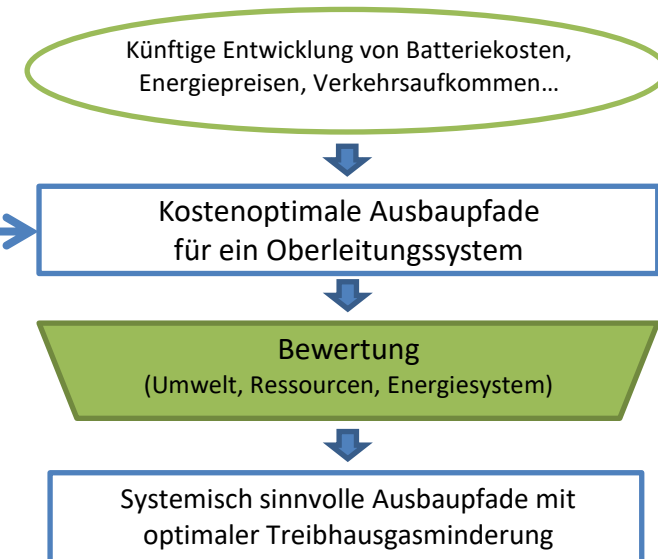 Künftige Entwicklung von Batteriekosten,
Energiepreisen, Verkehrsaufkommen…
Kostenoptimale Ausbaupfade
für ein Oberleitungssystem
Bewertung
(Umwelt, Ressourcen, Energiesystem)
Systemisch sinnvolle Ausbaupfade mit
optimaler Treibhausgasminderung